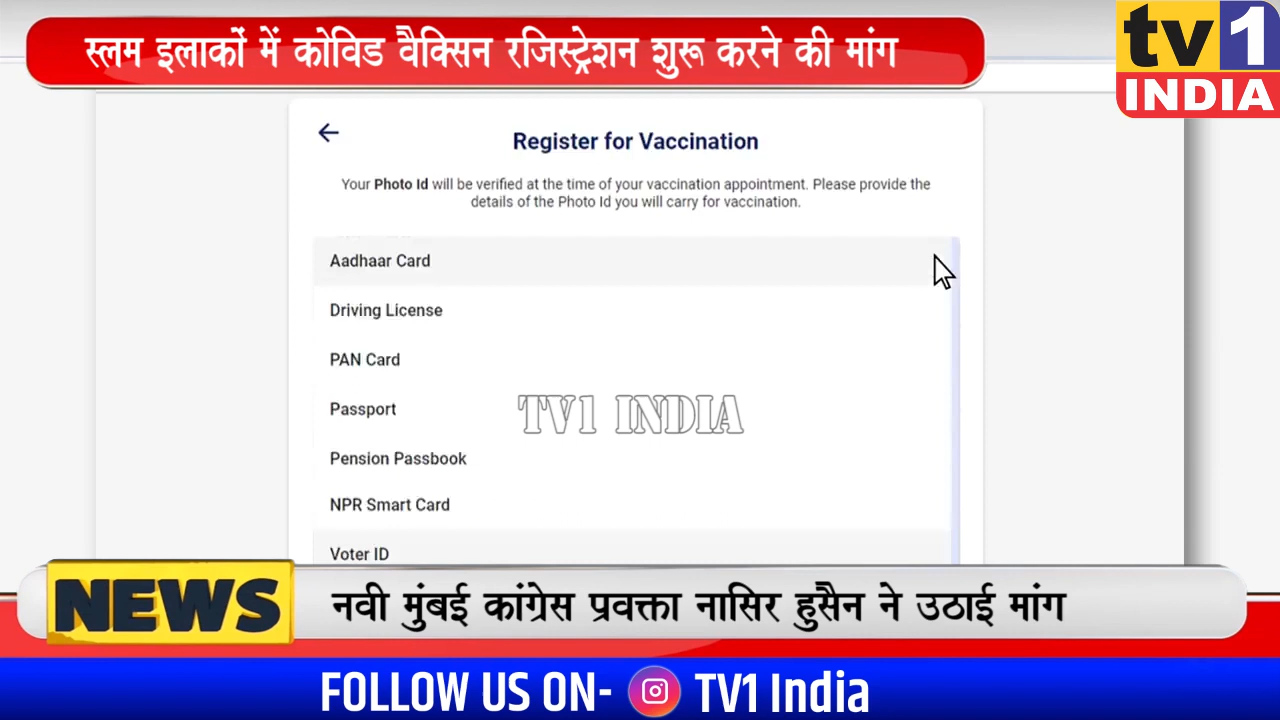 स्लम इलाकों में कोविड वैक्सिन रजिस्ट्रेशन शुरू करने की मांग
tv1
INDIA
Register for Vaccination
Your Photo Id will be verified at the time of your vaccination appointment. Please provide the
details of the Photo Id you will carry for vaccination.
Aadhaar Card
Driving License
PAN Card
Passport
TV1 INDIA
Pension Passbook
NPR Smart Card
Voter ID
NEWS
नवी मुंबई कांग्रेस प्रवक्ता नासिर हुसैन ने उठाई मांग
FOLLOW US ON- TV1 India